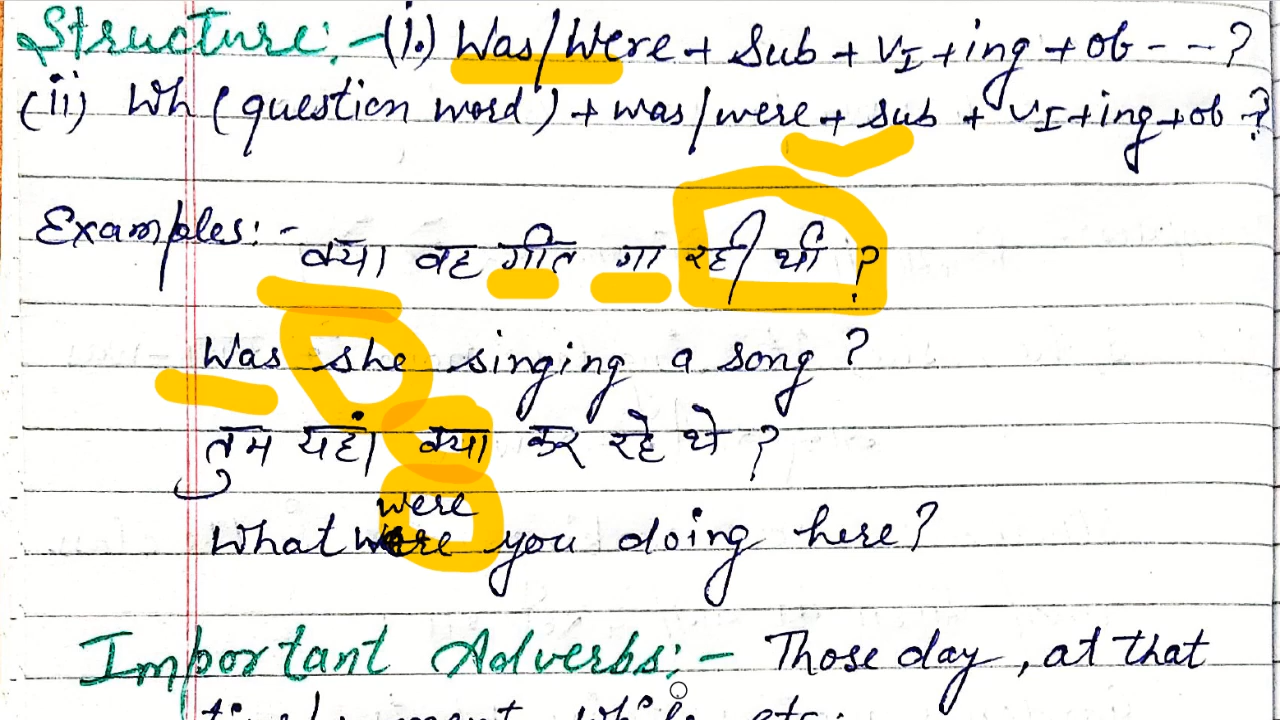 Structure:-(i.) Was/Were + Sub + VI + ing + ob - - ?
(ii) Wh (question word) + was/were + sub + VI + ing + ob ?
Examples:- क्या वह गीत गा रही थी ?
Was she singing a song ?
तुम यहां क्या कर रहे थे ?
were
What were you doing here?
Important Adverbs:- Those day, at that
etc.